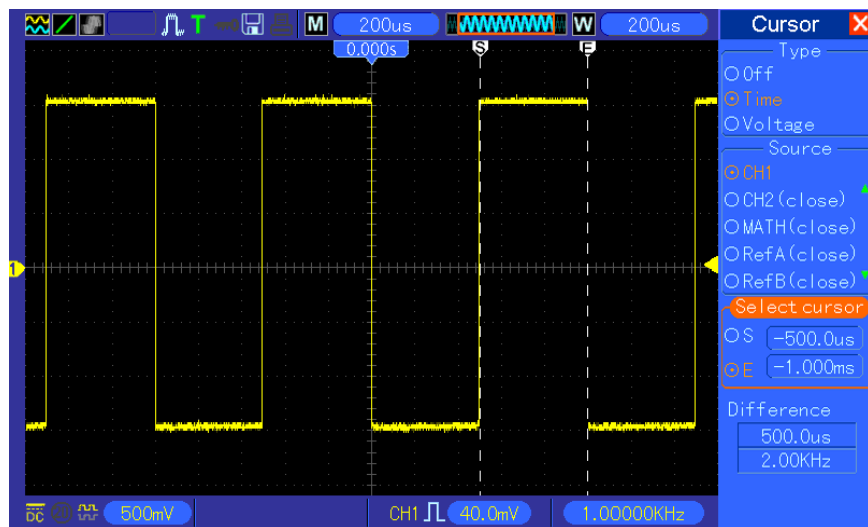 T M 200us W 200us Cursor X
0.000s
S E
Type
Off
Time
Voltage
Source
CH1
CH2(close)
MATH(close)
RefA(close)
RefB(close)
1
Select cursor
S -500.0us
E -1.000ms
Difference
500.0us
2.00KHz
DC 500mV CH1 40.0mV 1.00000KHz